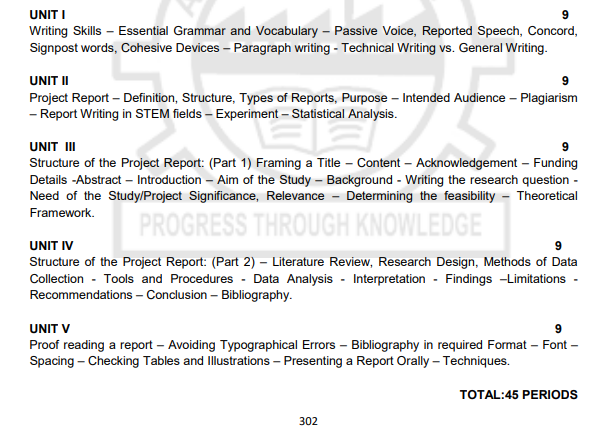 UNIT I 9
Writing Skills – Essential Grammar and Vocabulary – Passive Voice, Reported Speech, Concord,
Signpost words, Cohesive Devices – Paragraph writing - Technical Writing vs. General Writing.
UNIT II 9
Project Report – Definition, Structure, Types of Reports, Purpose – Intended Audience – Plagiarism
– Report Writing in STEM fields – Experiment – Statistical Analysis.
UNIT III 9
Structure of the Project Report: (Part 1) Framing a Title – Content – Acknowledgement – Funding
Details -Abstract – Introduction – Aim of the Study – Background - Writing the research question -
Need of the Study/Project Significance, Relevance – Determining the feasibility – Theoretical
Framework.
PROGRESS THROUGH KNOWLEDGE
UNIT IV 9
Structure of the Project Report: (Part 2) – Literature Review, Research Design, Methods of Data
Collection - Tools and Procedures - Data Analysis - Interpretation - Findings –Limitations -
Recommendations – Conclusion – Bibliography.
UNIT V 9
Proof reading a report – Avoiding Typographical Errors – Bibliography in required Format – Font –
Spacing – Checking Tables and Illustrations – Presenting a Report Orally – Techniques.
TOTAL:45 PERIODS
302